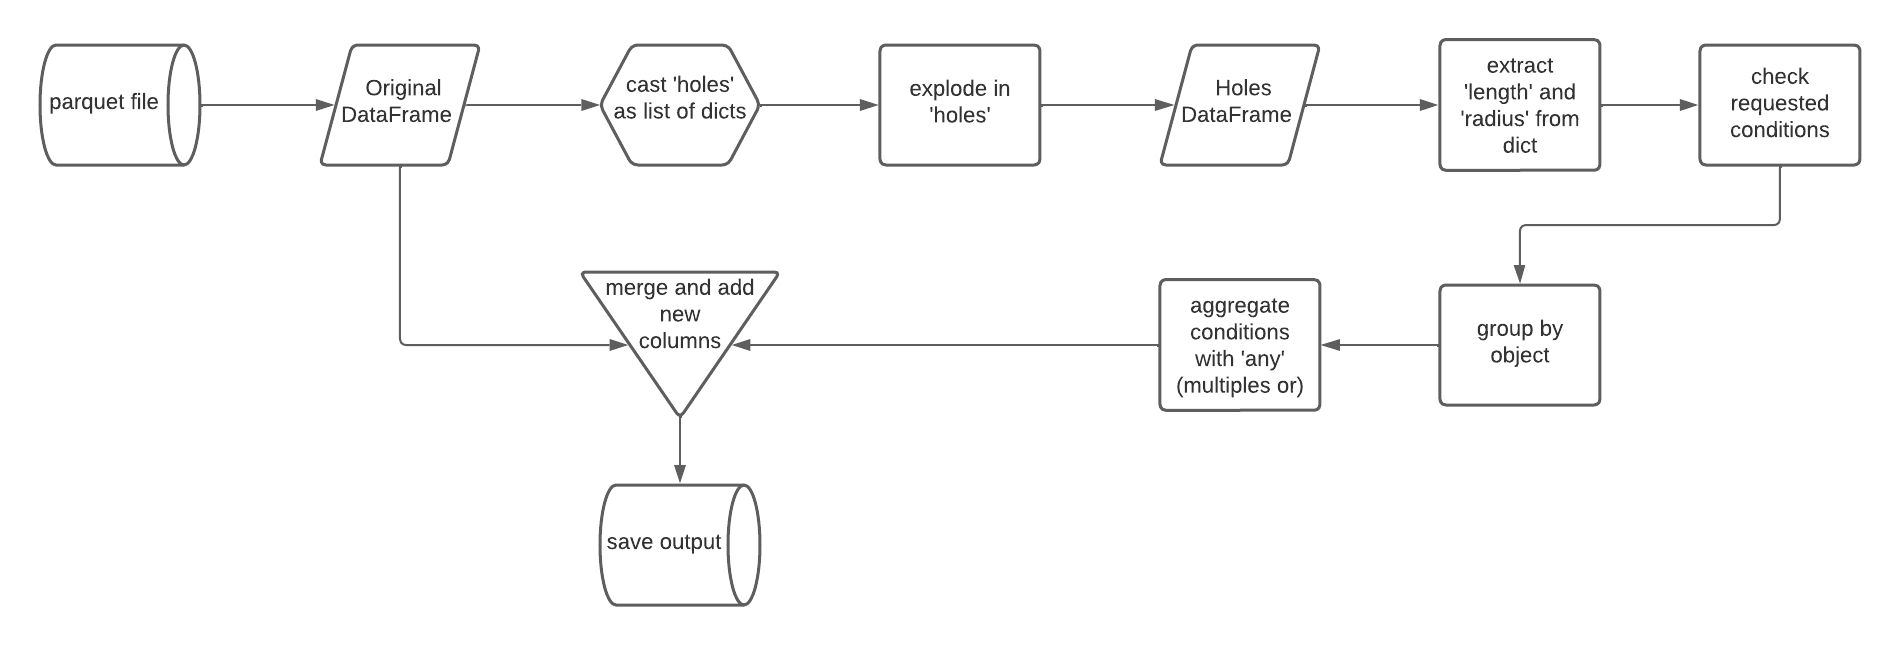 parquet file
Original
DataFrame
cast 'holes'
as list of dicts
explode in
'holes'
Holes
DataFrame
extract
'length' and
'radius' from
dict
check
requested
conditions
group by
object
aggregate
conditions
with 'any'
(multiples or)
merge and add
new
columns
save output